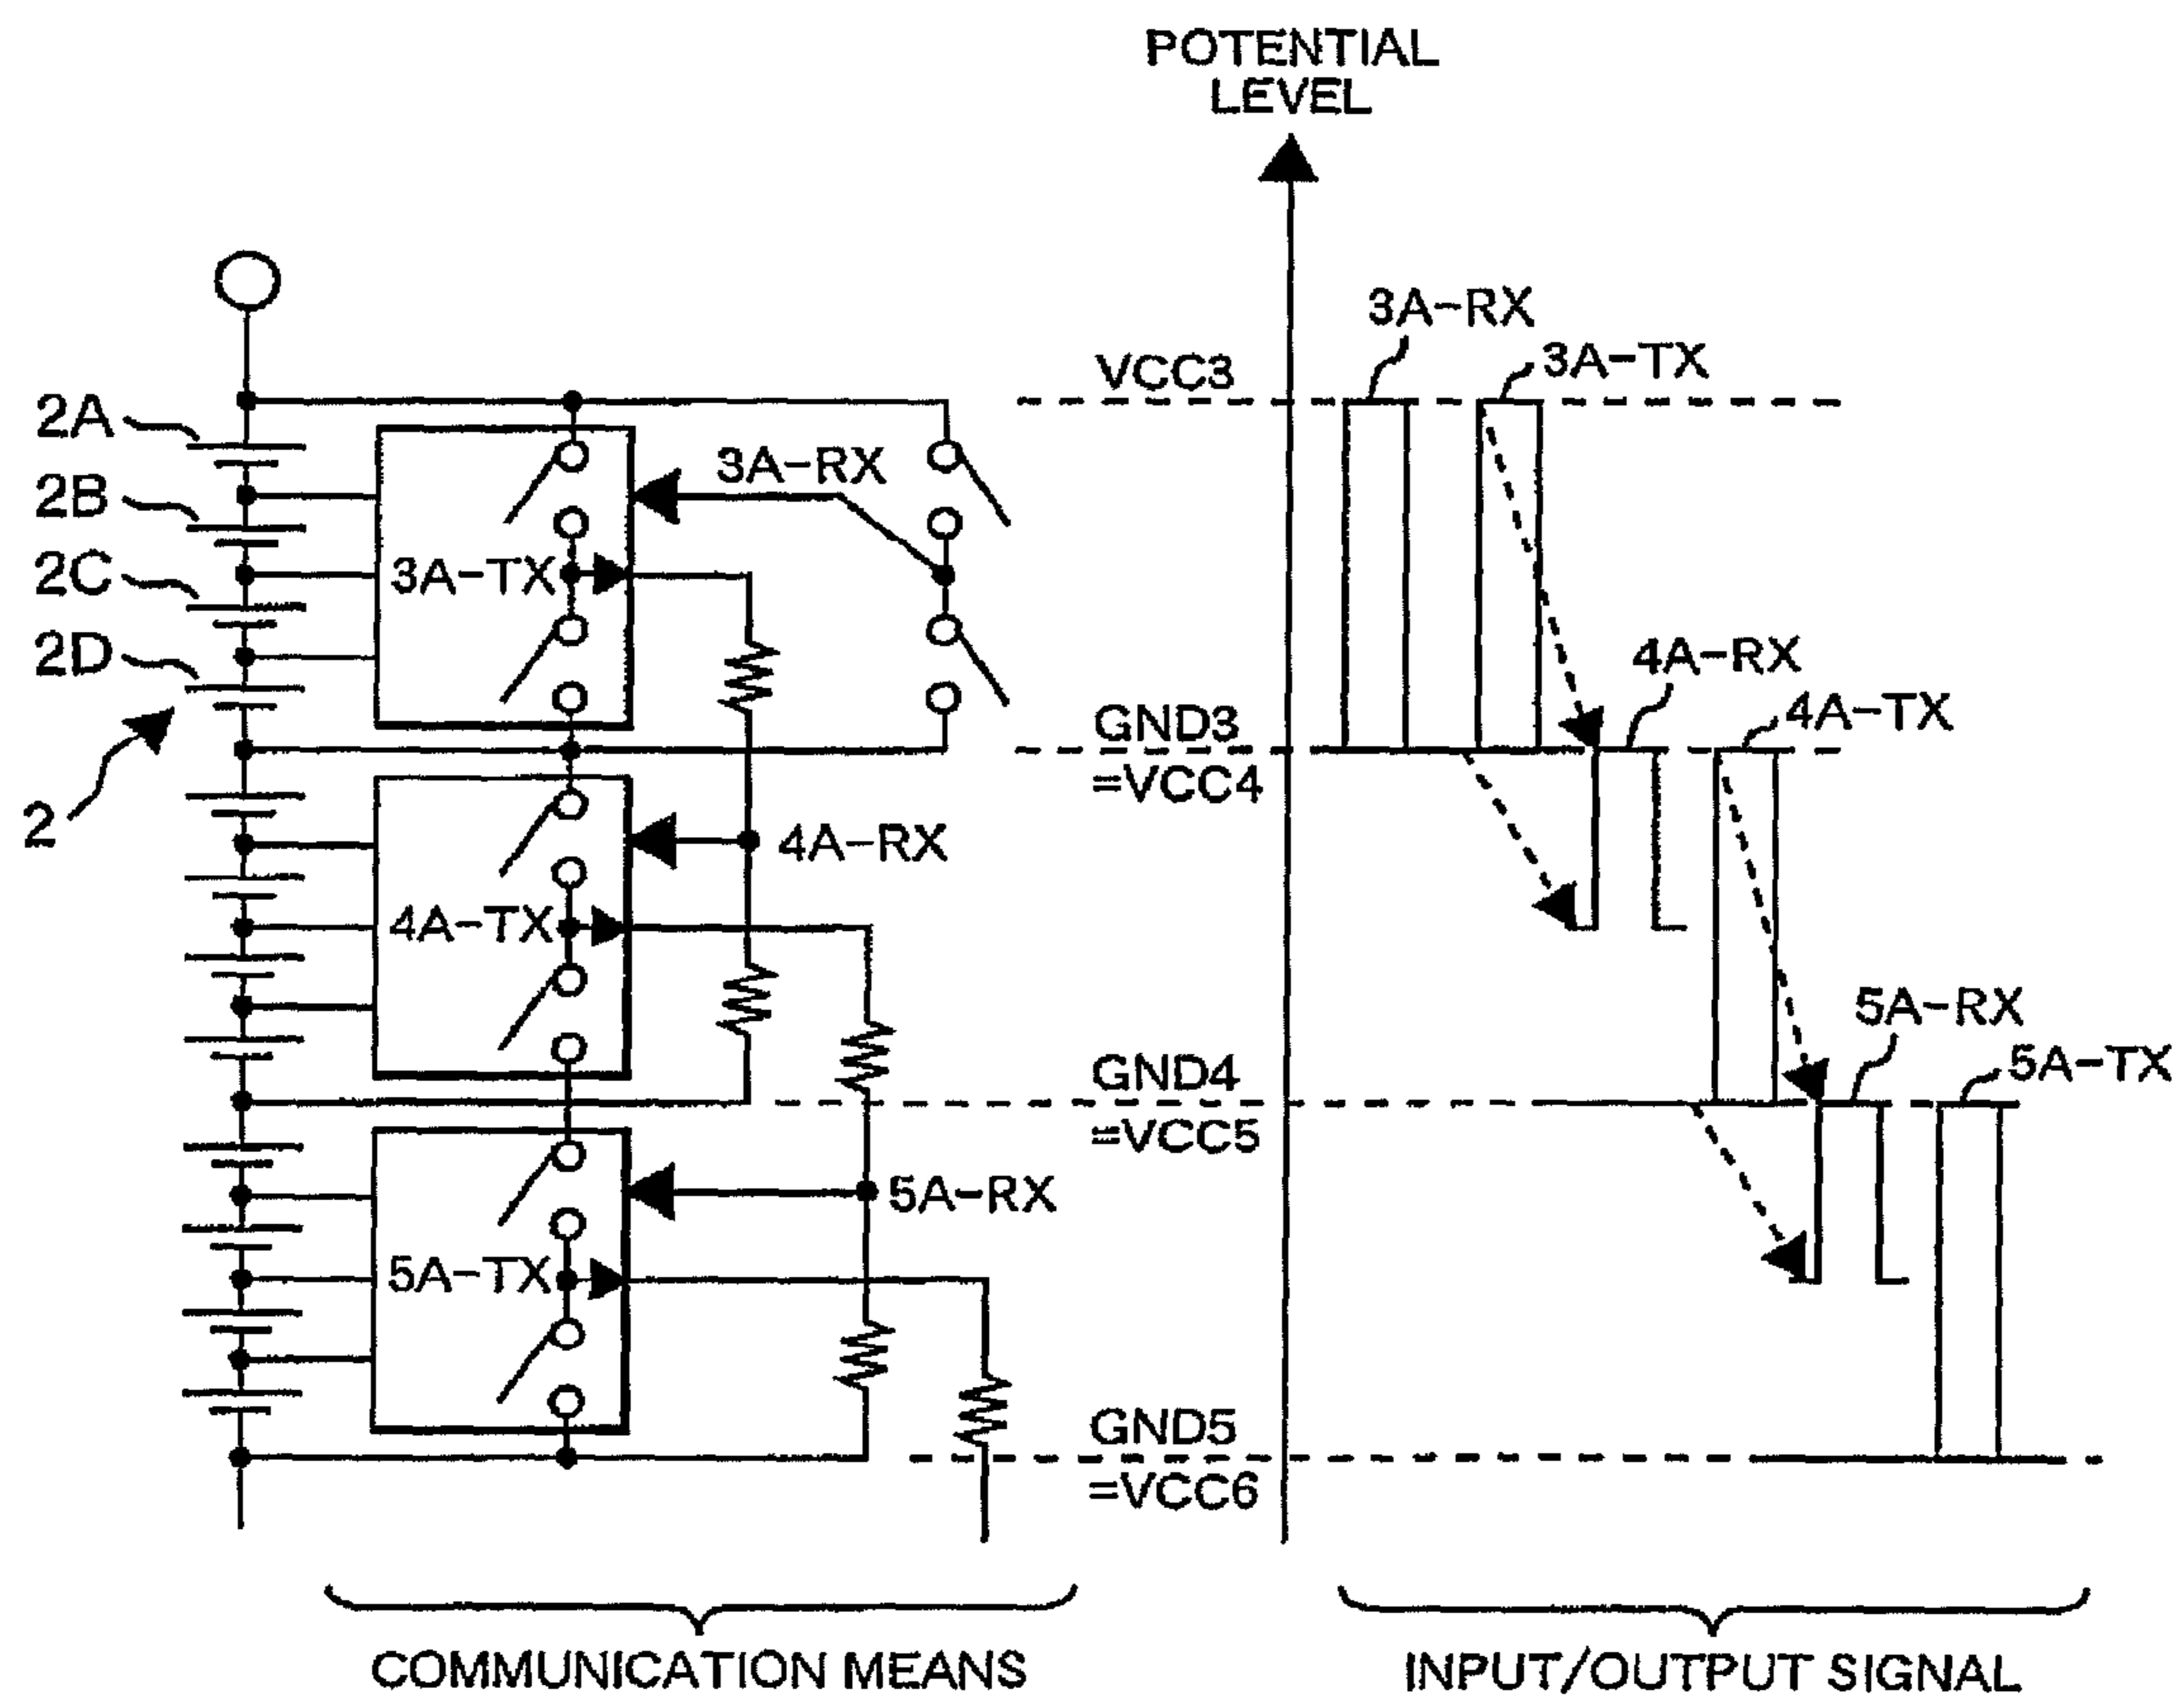 POTENTIAL
LEVEL
3A-RX
3A-TX
VCC3
2A
3A-RX
2B
2C
3A-TX
2D
4A-RX
4A-TX
GND3
=VCC4
2
4A-RX
4A-TX
5A-RX
5A-TX
GND4
=VCC5
5A-RX
5A-TX
GND5
=VCC6
COMMUNICATION MEANS
INPUT/OUTPUT SIGNAL